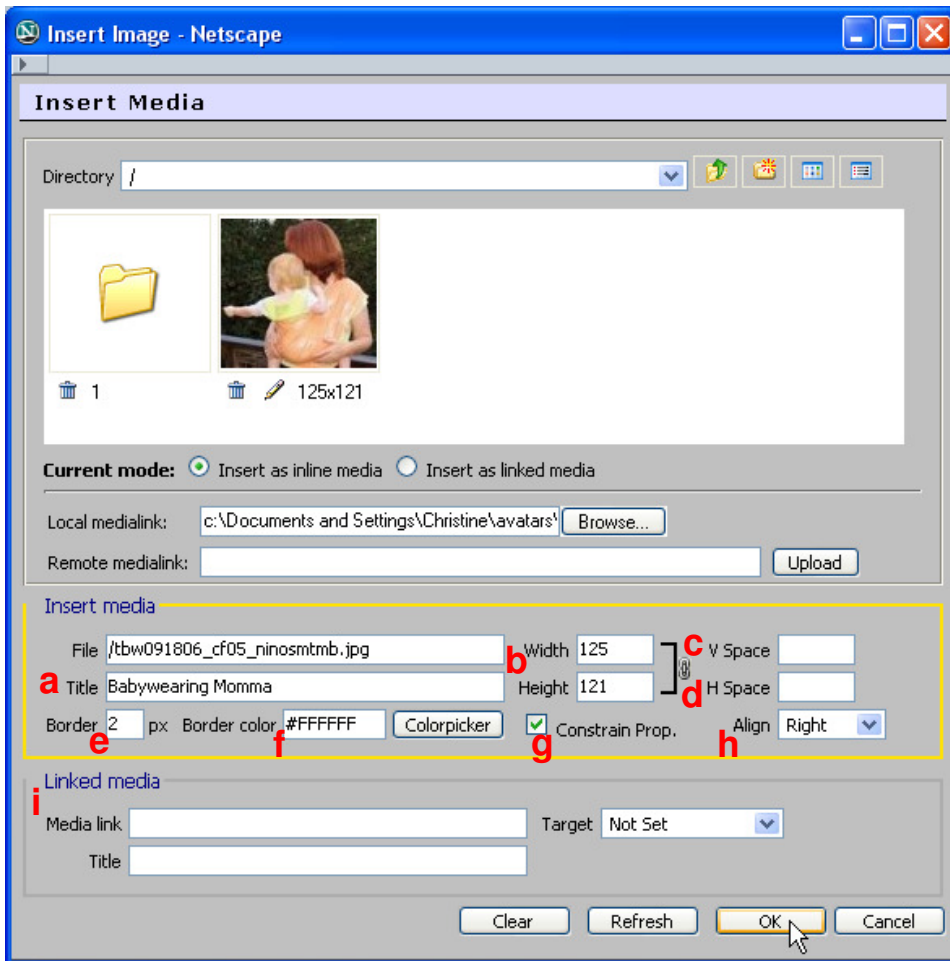 Insert Image - Netscape
Insert Media
Directory /
1
125x121
Current mode: Insert as inline media Insert as linked media
Local medialink: c:\Documents and Settings\Christine\avatars\ Browse...
Remote medialink: Upload
Insert media
File /tbw091806_cf05_ninosmtmb.jpg b Width 125 c V Space
a Title Babywearing Momma Height 121 d H Space
Border 2 px Border color #FFFFFF Colorpicker Constrain Prop. Align Right
e f g h
Linked media
i
Media link Target Not Set
Title
Clear Refresh OK Cancel